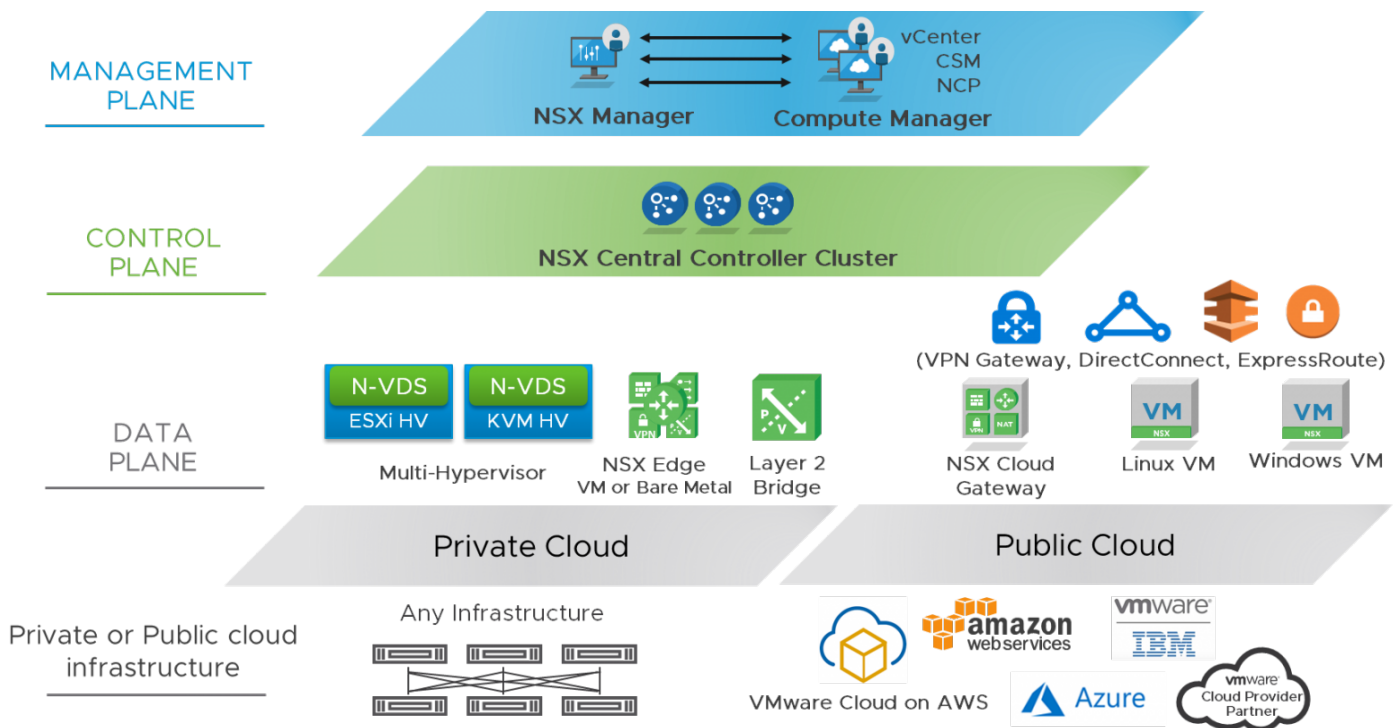 MANAGEMENT
PLANE
vCenter
CSM
NCP
NSX Manager
Compute Manager
CONTROL
PLANE
NSX Central Controller Cluster
(VPN Gateway, DirectConnect, ExpressRoute)
DATA
PLANE
N-VDS
ESXi HV
N-VDS
KVM HV
Multi-Hypervisor
VPN
NSX Edge
VM or Bare Metal
P
V
Layer 2
Bridge
VPN
NAT
NSX Cloud
Gateway
VM
NSX
Linux VM
VM
NSX
Windows VM
Private Cloud
Public Cloud
Private or Public cloud
infrastructure
Any Infrastructure
VMware Cloud on AWS
amazon
webservices
vmware®
IBM
Azure
vmware®
Cloud Provider
Partner